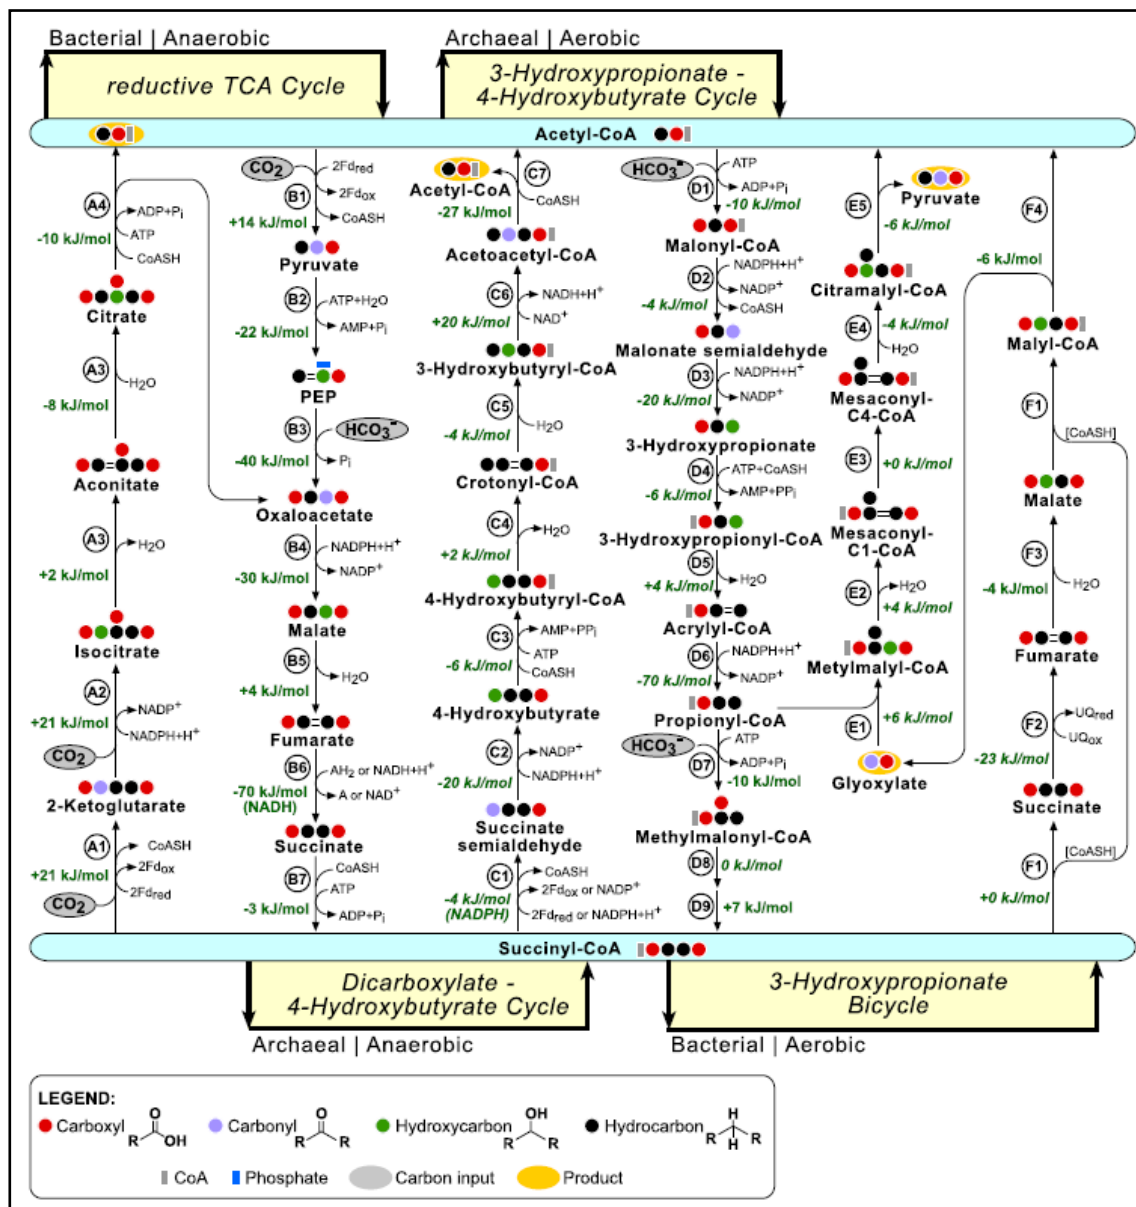 Bacterial | Anaerobic
reductive TCA Cycle
Archaeal | Aerobic
3-Hydroxypropionate -
4-Hydroxybutyrate Cycle
Acetyl-CoA
A4
ADP+Pi
ATP
CoASH
-10 kJ/mol
Citrate
A3
H2O
-8 kJ/mol
Aconitate
A3
H2O
+2 kJ/mol
Isocitrate
A2
NADP+
+21 kJ/mol
NADPH+H+
CO2
2-Ketoglutarate
A1
CoASH
+21 kJ/mol
2Fdox
2Fdred
CO2
CO2
2Fdred
B1
2Fdox
CoASH
+14 kJ/mol
Pyruvate
B2
ATP+H2O
AMP+Pi
-22 kJ/mol
PEP
B3
HCO3-
-40 kJ/mol
Pi
Oxaloacetate
B4
NADPH+H+
NADP+
-30 kJ/mol
Malate
B5
H2O
+4 kJ/mol
Fumarate
B6
AH2 or NADH+H+
A or NAD+
-70 kJ/mol
(NADH)
Succinate
B7
CoASH
ATP
-3 kJ/mol
ADP+Pi
C7
Acetyl-CoA
CoASH
-27 kJ/mol
Acetoacetyl-CoA
C6
NADH+H+
+20 kJ/mol
NAD+
3-Hydroxybutyryl-CoA
C5
H2O
-4 kJ/mol
Crotonyl-CoA
C4
H2O
+2 kJ/mol
4-Hydroxybutyryl-CoA
C3
AMP+PPi
ATP
-6 kJ/mol
CoASH
4-Hydroxybutyrate
C2
NADP+
-20 kJ/mol
NADPH+H+
Succinate
semialdehyde
C1
CoASH
-4 kJ/mol
2Fdox or NADP+
(NADPH)
2Fdred or NADPH+H+
HCO3-
ATP
D1
ADP+Pi
-10 kJ/mol
Malonyl-CoA
D2
NADPH+H+
NADP+
-4 kJ/mol
CoASH
Malonate semialdehyde
D3
NADPH+H+
-20 kJ/mol
NADP+
3-Hydroxypropionate
D4
ATP+CoASH
-6 kJ/mol
AMP+PPi
3-Hydroxypropionyl-CoA
D5
H2O
+4 kJ/mol
Acrylyl-CoA
D6
NADPH+H+
-70 kJ/mol
NADP+
Propionyl-CoA
HCO3-
ATP
D7
ADP+Pi
-10 kJ/mol
Methylmalonyl-CoA
D8
0 kJ/mol
D9
+7 kJ/mol
E5
Pyruvate
-6 kJ/mol
Citramalyl-CoA
E4
-4 kJ/mol
H2O
Mesaconyl-
C4-CoA
E3
+0 kJ/mol
Mesaconyl-
C1-CoA
E2
H2O
+4 kJ/mol
Metylmalyl-CoA
E1
+6 kJ/mol
Glyoxylate
F4
-6 kJ/mol
Malyl-CoA
F1
[CoASH]
Malate
F3
-4 kJ/mol
H2O
Fumarate
F2
UQred
UQox
-23 kJ/mol
Succinate
F1
[CoASH]
+0 kJ/mol
Succinyl-CoA
Dicarboxylate -
4-Hydroxybutyrate Cycle
Archaeal | Anaerobic
3-Hydroxypropionate
Bicycle
Bacterial | Aerobic
LEGEND:
Carboxyl
O
R
OH
Carbonyl
O
R
R
Hydroxycarbon
OH
R
R
Hydrocarbon
H
R
H
R
CoA
Phosphate
Carbon input
Product